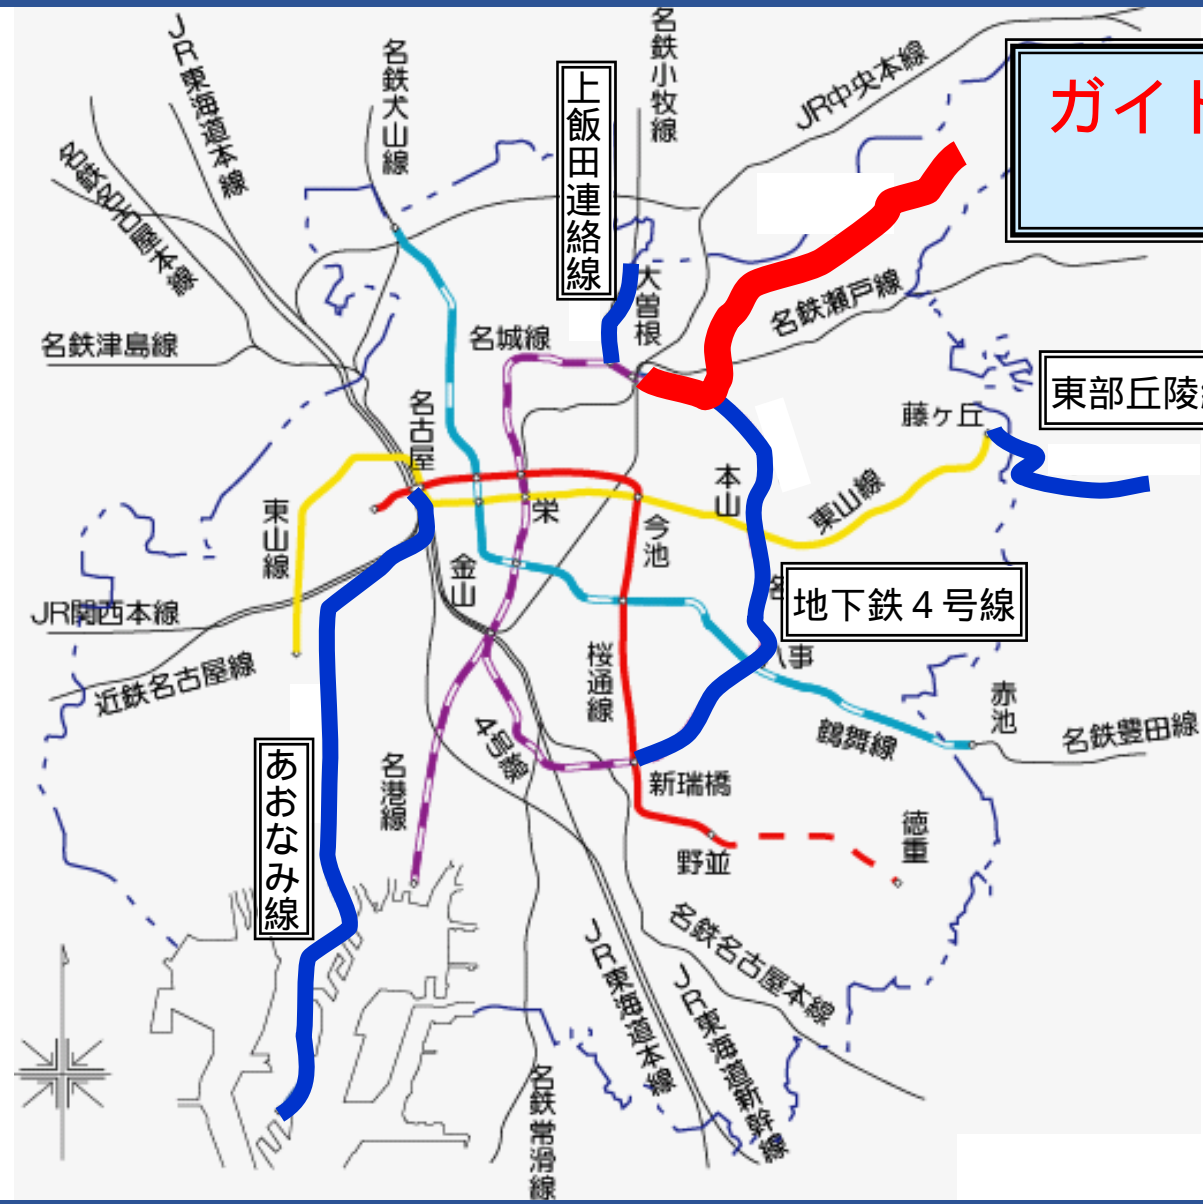 JR東海道本線
名鉄犬山線
名鉄小牧線
JR中央本線
ガイド
上飯田連絡線
名鉄名古屋本線
大曽根
名鉄瀬戸線
名鉄津島線
名城線
東部丘陵
藤ヶ丘
名古屋
本山
東山線
栄
今池
東山線
金山
JR関西本線
地下鉄４号線
八事
桜通線
近鉄名古屋線
赤池
4号線
鶴舞線
名鉄豊田線
あおなみ線
名港線
新瑞橋
徳重
野並
名鉄名古屋本線
JR東海道本線
JR東海道新幹線
名鉄常滑線